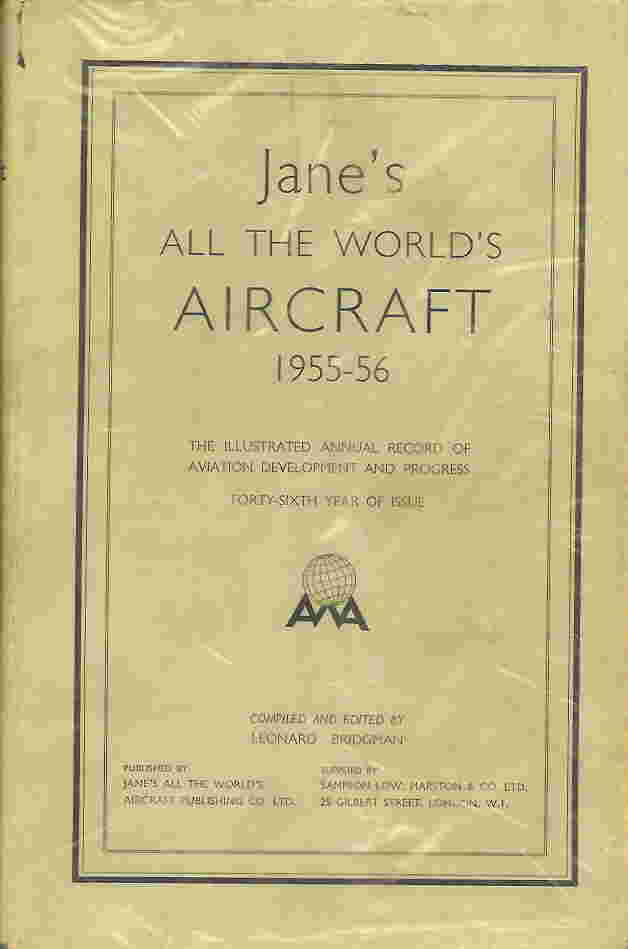 Jane's
ALL THE WORLD'S
AIRCRAFT
1955-56
THE ILLUSTRATED ANNUAL RECORD OF
AVIATION DEVELOPMENT AND PROGRESS
FORTY-SIXTH YEAR OF ISSUE
AWA
COMPILED AND EDITED BY
LEONARD BRIDGMAN
PUBLISHED BY
JANE'S ALL THE WORLD'S
AIRCRAFT PUBLISHING CO. LTD.
SUPPLIED BY
SAMPSON LOW, MARSTON & CO. LTD.
25 GILBERT STREET, LONDON, W.1.